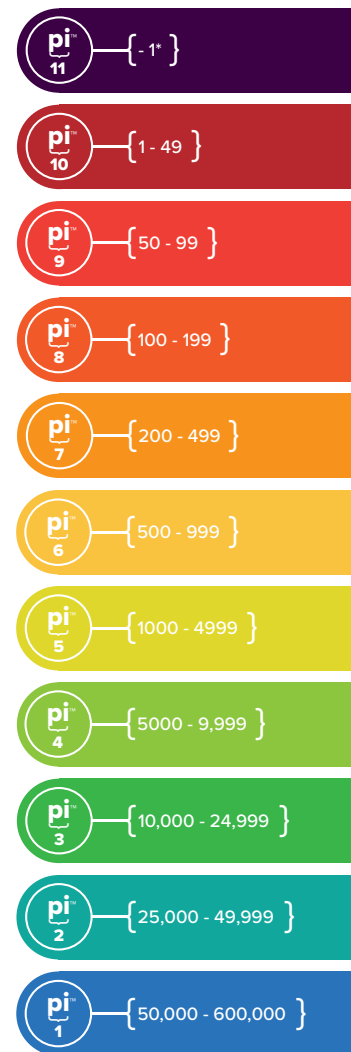 pi™
11
{ - 1* }
pi™
10
{ 1 - 49 }
pi™
9
{ 50 - 99 }
pi™
8
{ 100 - 199 }
pi™
7
{ 200 - 499 }
pi™
6
{ 500 - 999 }
pi™
5
{ 1000 - 4999 }
pi™
4
{ 5000 - 9,999 }
pi™
3
{ 10,000 - 24,999 }
pi™
2
{ 25,000 - 49,999 }
pi™
1
{ 50,000 - 600,000 }